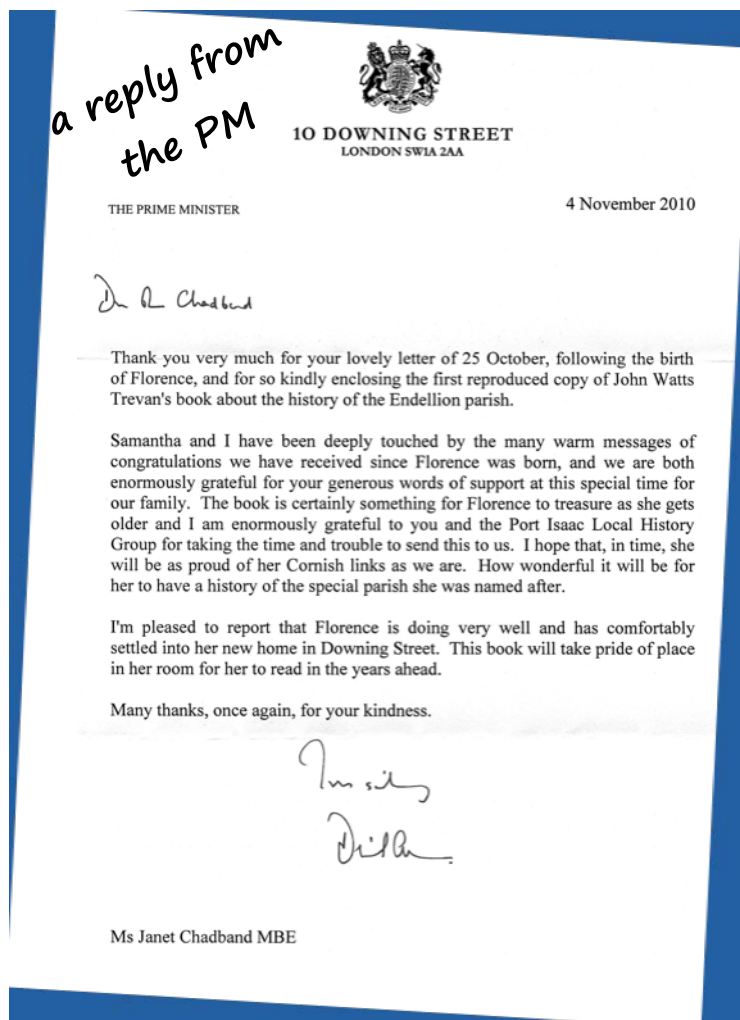 a reply from
the PM
10 DOWNING STREET
LONDON SW1A 2AA
THE PRIME MINISTER
4 November 2010
Chadband
Thank you very much for your lovely letter of 25 October, following the birth
of Florence, and for so kindly enclosing the first reproduced copy of John Watts
Trevan's book about the history of the Endellion parish.
Samantha and I have been deeply touched by the many warm messages of
congratulations we have received since Florence was born, and we are both
enormously grateful for your generous words of support at this special time for
our family. The book is certainly something for Florence to treasure as she gets
older and I am enormously grateful to you and the Port Isaac Local History
Group for taking the time and trouble to send this to us. I hope that, in time, she
will be as proud of her Cornish links as we are. How wonderful it will be for
her to have a history of the special parish she was named after.
I'm pleased to report that Florence is doing very well and has comfortably
settled into her new home in Downing Street. This book will take pride of place
in her room for her to read in the years ahead.
Many thanks, once again, for your kindness.
Ms Janet Chadband MBE